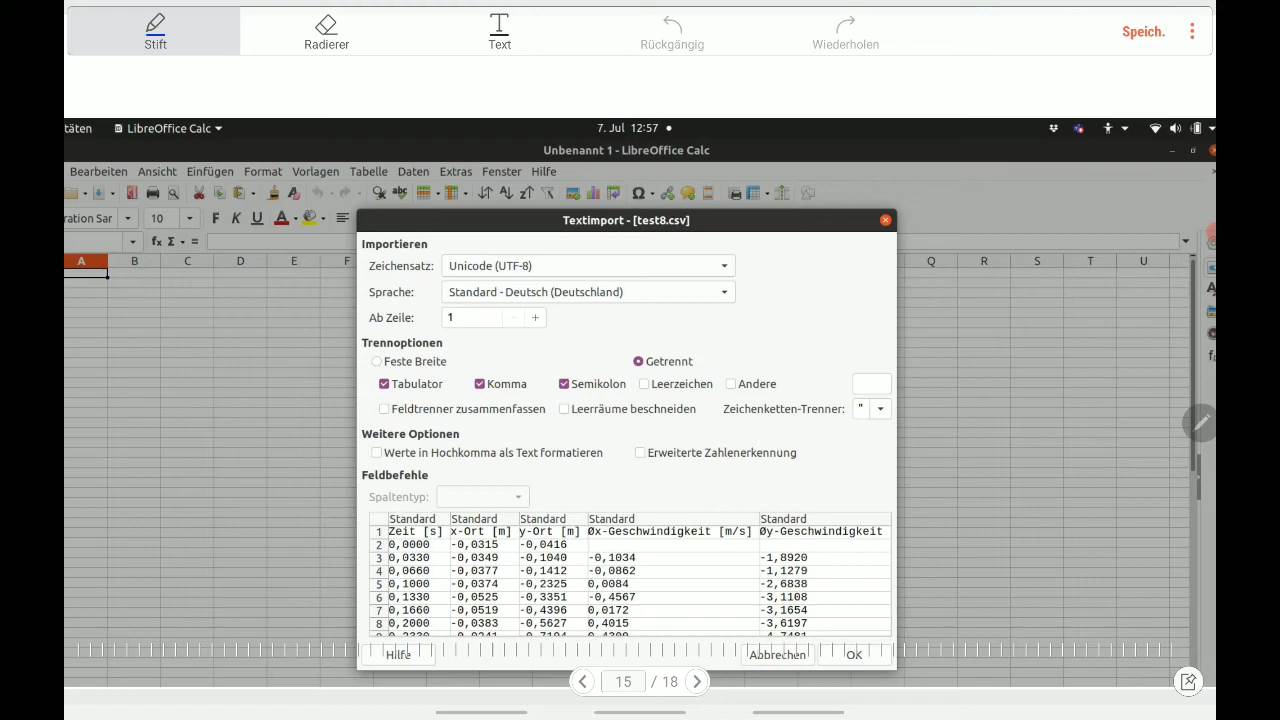 Stift Radierer Text Rückgängig Wiederholen Speich.
täten LibreOffice Calc 7. Jul 12:57
Unbenannt 1 - LibreOffice Calc
Bearbeiten Ansicht Einfügen Format Vorlagen Tabelle Daten Extras Fenster Hilfe
ration Sar 10 F K U A
fx Σ =
A B C D E F Q R S T U
Textimport - [test8.csv]
Importieren
Zeichensatz: Unicode (UTF-8)
Sprache: Standard - Deutsch (Deutschland)
Ab Zeile: 1
Trennoptionen
Feste Breite Getrennt
Tabulator Komma Semikolon Leerzeichen Andere
Feldtrenner zusammenfassen Leerräume beschneiden Zeichenketten-Trenner: "
Weitere Optionen
Werte in Hochkomma als Text formatieren Erweiterte Zahlenerkennung
Feldbefehle
Spaltentyp:
Standard Standard Standard Standard Standard
1 Zeit [s] x-Ort [m] y-Ort [m] Øx-Geschwindigkeit [m/s] Øy-Geschwindigkeit
2 0,0000 -0,0315 -0,0416
3 0,0330 -0,0349 -0,1040 -0,1034 -1,8920
4 0,0660 -0,0377 -0,1412 -0,0862 -1,1279
5 0,1000 -0,0374 -0,2325 0,0084 -2,6838
6 0,1330 -0,0525 -0,3351 -0,4567 -3,1108
7 0,1660 -0,0519 -0,4396 0,0172 -3,1654
8 0,2000 -0,0383 -0,5627 0,4015 -3,6197
Hilfe Abbrechen OK
15 / 18